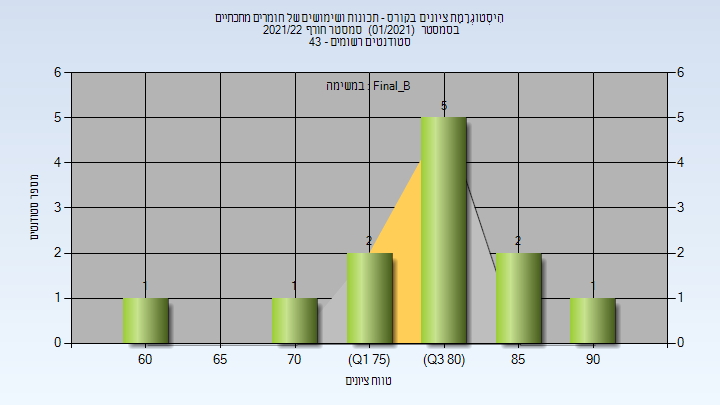 היסטוגרמת ציונים בקורס - תכונות ושימושים של חומרים מתכתיים
בסמסטר (01/2021) סמסטר חורף 2021/22
סטודנטים רשומים - 43
במשימה : Final_B
מספר סטודנטים
6 6
5 5
4 4
3 3
2 2
1 1
0 0
1 1 2 5 2 1
60 65 70 (Q1 75) (Q3 80) 85 90
טווח ציונים